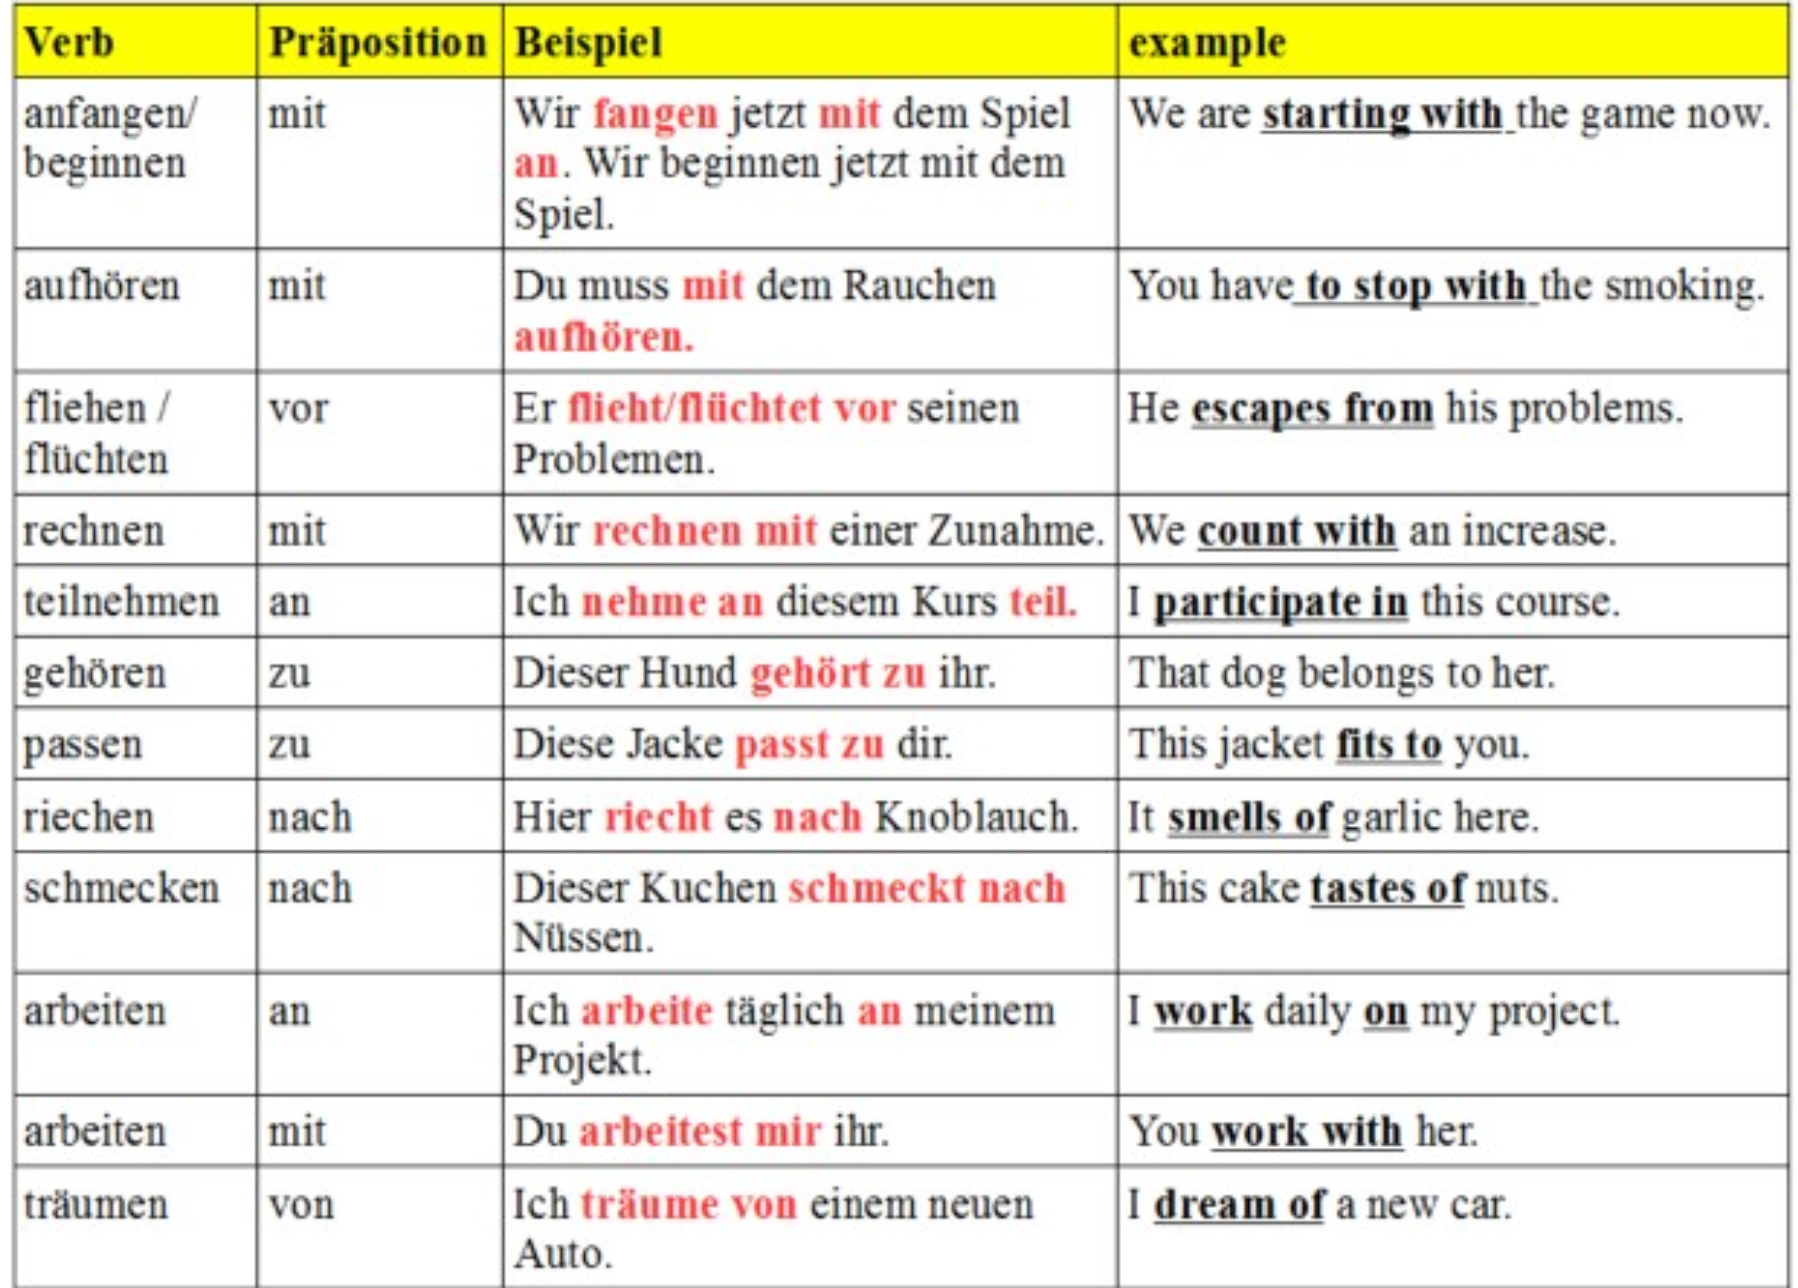 Verb Präposition Beispiel example
anfangen/ mit Wir fangen jetzt mit dem Spiel We are starting with the game now.
beginnen an. Wir beginnen jetzt mit dem
Spiel.
aufhören mit Du muss mit dem Rauchen You have to stop with the smoking.
aufhören.
fliehen / vor Er flieht/flüchtet vor seinen He escapes from his problems.
flüchten Problemen.
rechnen mit Wir rechnen mit einer Zunahme. We count with an increase.
teilnehmen an Ich nehme an diesem Kurs teil. I participate in this course.
gehören zu Dieser Hund gehört zu ihr. That dog belongs to her.
passen zu Diese Jacke passt zu dir. This jacket fits to you.
riechen nach Hier riecht es nach Knoblauch. It smells of garlic here.
schmecken nach Dieser Kuchen schmeckt nach This cake tastes of nuts.
Nüssen.
arbeiten an Ich arbeite täglich an meinem I work daily on my project.
Projekt.
arbeiten mit Du arbeitest mir ihr. You work with her.
träumen von Ich träume von einem neuen I dream of a new car.
Auto.